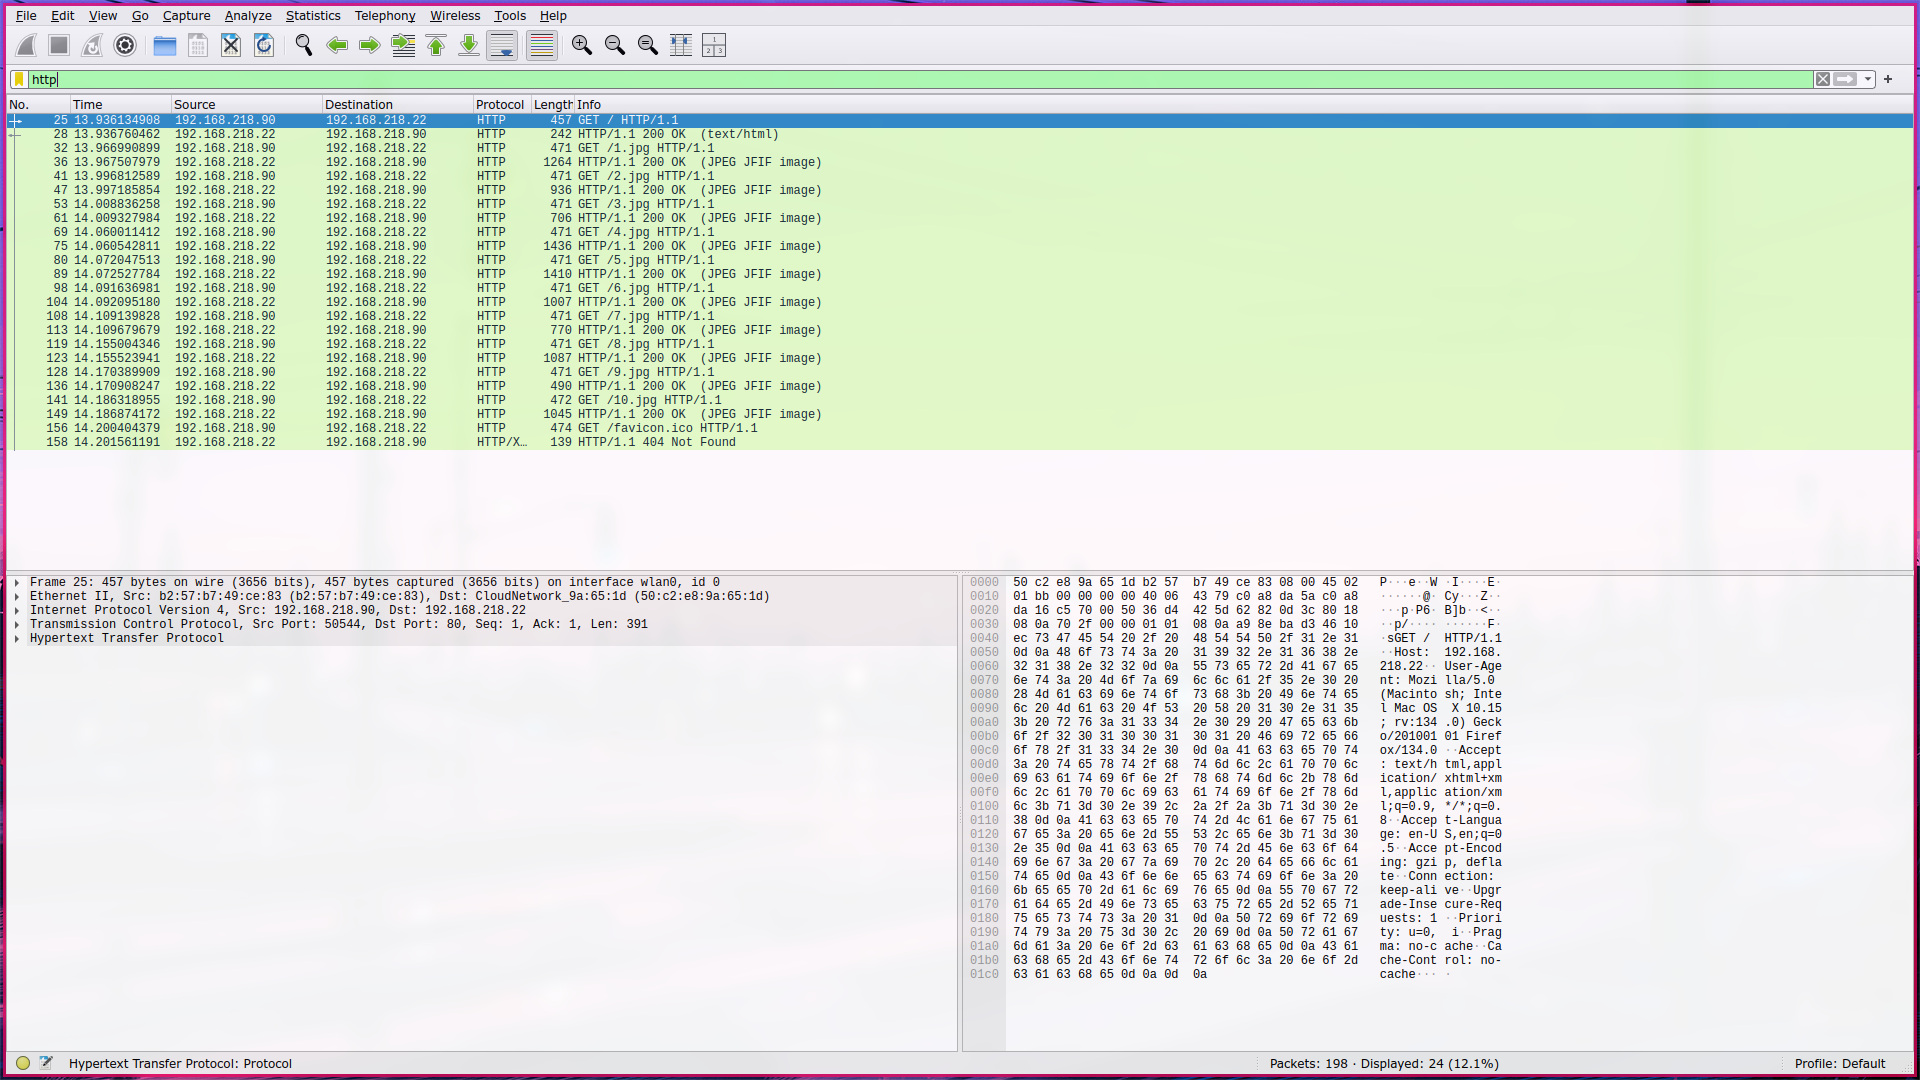 File Edit View Go Capture Analyze Statistics Telephony Wireless Tools Help
http
No. Time Source Destination Protocol Length Info
25 13.936134908 192.168.218.90 192.168.218.22 HTTP 457 GET / HTTP/1.1
28 13.936760462 192.168.218.22 192.168.218.90 HTTP 242 HTTP/1.1 200 OK (text/html)
32 13.966990899 192.168.218.90 192.168.218.22 HTTP 471 GET /1.jpg HTTP/1.1
36 13.967507979 192.168.218.22 192.168.218.90 HTTP 1264 HTTP/1.1 200 OK (JPEG JFIF image)
41 13.996812589 192.168.218.90 192.168.218.22 HTTP 471 GET /2.jpg HTTP/1.1
47 13.997185854 192.168.218.22 192.168.218.90 HTTP 936 HTTP/1.1 200 OK (JPEG JFIF image)
53 14.008836258 192.168.218.90 192.168.218.22 HTTP 471 GET /3.jpg HTTP/1.1
61 14.009327984 192.168.218.22 192.168.218.90 HTTP 706 HTTP/1.1 200 OK (JPEG JFIF image)
69 14.060011412 192.168.218.90 192.168.218.22 HTTP 471 GET /4.jpg HTTP/1.1
75 14.060542811 192.168.218.22 192.168.218.90 HTTP 1436 HTTP/1.1 200 OK (JPEG JFIF image)
80 14.072047513 192.168.218.90 192.168.218.22 HTTP 471 GET /5.jpg HTTP/1.1
89 14.072527784 192.168.218.22 192.168.218.90 HTTP 1410 HTTP/1.1 200 OK (JPEG JFIF image)
98 14.091636981 192.168.218.90 192.168.218.22 HTTP 471 GET /6.jpg HTTP/1.1
104 14.092095180 192.168.218.22 192.168.218.90 HTTP 1007 HTTP/1.1 200 OK (JPEG JFIF image)
108 14.109139828 192.168.218.90 192.168.218.22 HTTP 471 GET /7.jpg HTTP/1.1
113 14.109679679 192.168.218.22 192.168.218.90 HTTP 770 HTTP/1.1 200 OK (JPEG JFIF image)
119 14.155004346 192.168.218.90 192.168.218.22 HTTP 471 GET /8.jpg HTTP/1.1
123 14.155523941 192.168.218.22 192.168.218.90 HTTP 1087 HTTP/1.1 200 OK (JPEG JFIF image)
128 14.170389909 192.168.218.90 192.168.218.22 HTTP 471 GET /9.jpg HTTP/1.1
136 14.170908247 192.168.218.22 192.168.218.90 HTTP 490 HTTP/1.1 200 OK (JPEG JFIF image)
141 14.186318955 192.168.218.90 192.168.218.22 HTTP 472 GET /10.jpg HTTP/1.1
149 14.186874172 192.168.218.22 192.168.218.90 HTTP 1045 HTTP/1.1 200 OK (JPEG JFIF image)
156 14.200404379 192.168.218.90 192.168.218.22 HTTP 474 GET /favicon.ico HTTP/1.1
158 14.201561191 192.168.218.22 192.168.218.90 HTTP/X… 139 HTTP/1.1 404 Not Found
Frame 25: 457 bytes on wire (3656 bits), 457 bytes captured (3656 bits) on interface wlan0, id 0
Ethernet II, Src: b2:57:b7:49:ce:83 (b2:57:b7:49:ce:83), Dst: CloudNetwork_9a:65:1d (50:c2:e8:9a:65:1d)
Internet Protocol Version 4, Src: 192.168.218.90, Dst: 192.168.218.22
Transmission Control Protocol, Src Port: 50544, Dst Port: 80, Seq: 1, Ack: 1, Len: 391
Hypertext Transfer Protocol
0000 50 c2 e8 9a 65 1d b2 57 b7 49 ce 83 08 00 45 02 P···e··W ·I····E·
0010 01 bb 00 00 00 00 40 06 43 79 c0 a8 da 5a c0 a8 ······@· Cy···Z··
0020 da 16 c5 70 00 50 36 d4 42 5d 62 82 0d 3c 80 18 ···p·P6· B]b··<··
0030 08 0a 70 2f 00 00 01 01 08 0a a9 8e ba d3 46 10 ··p/···· ······F·
0040 ec 73 47 45 54 20 2f 20 48 54 54 50 2f 31 2e 31 ·sGET / HTTP/1.1
0050 0d 0a 48 6f 73 74 3a 20 31 39 32 2e 31 36 38 2e ··Host: 192.168.
0060 32 31 38 2e 32 32 0d 0a 55 73 65 72 2d 41 67 65 218.22·· User-Age
0070 6e 74 3a 20 4d 6f 7a 69 6c 6c 61 2f 35 2e 30 20 nt: Mozi lla/5.0
0080 28 4d 61 63 69 6e 74 6f 73 68 3b 20 49 6e 74 65 (Macinto sh; Inte
0090 6c 20 4d 61 63 20 4f 53 20 58 20 31 30 2e 31 35 l Mac OS X 10.15
00a0 3b 20 72 76 3a 31 33 34 2e 30 29 20 47 65 63 6b ; rv:134 .0) Geck
00b0 6f 2f 32 30 31 30 30 31 30 31 20 46 69 72 65 66 o/201001 01 Firef
00c0 6f 78 2f 31 33 34 2e 30 0d 0a 41 63 63 65 70 74 ox/134.0 ··Accept
00d0 3a 20 74 65 78 74 2f 68 74 6d 6c 2c 61 70 70 6c : text/h tml,appl
00e0 69 63 61 74 69 6f 6e 2f 78 68 74 6d 6c 2b 78 6d ication/ xhtml+xm
00f0 6c 2c 61 70 70 6c 69 63 61 74 69 6f 6e 2f 78 6d l,applic ation/xm
0100 6c 3b 71 3d 30 2e 39 2c 2a 2f 2a 3b 71 3d 30 2e l;q=0.9, */*;q=0.
0110 38 0d 0a 41 63 63 65 70 74 2d 4c 61 6e 67 75 61 8··Accep t-Langua
0120 67 65 3a 20 65 6e 2d 55 53 2c 65 6e 3b 71 3d 30 ge: en-U S,en;q=0
0130 2e 35 0d 0a 41 63 63 65 70 74 2d 45 6e 63 6f 64 .5··Acce pt-Encod
0140 69 6e 67 3a 20 67 7a 69 70 2c 20 64 65 66 6c 61 ing: gzi p, defla
0150 74 65 0d 0a 43 6f 6e 6e 65 63 74 69 6f 6e 3a 20 te··Conn ection:
0160 6b 65 65 70 2d 61 6c 69 76 65 0d 0a 55 70 67 72 keep-ali ve··Upgr
0170 61 64 65 2d 49 6e 73 65 63 75 72 65 2d 52 65 71 ade-Inse cure-Req
0180 75 65 73 74 73 3a 20 31 0d 0a 50 72 69 6f 72 69 uests: 1 ··Priori
0190 74 79 3a 20 75 3d 30 2c 20 69 0d 0a 50 72 61 67 ty: u=0, i··Prag
01a0 6d 61 3a 20 6e 6f 2d 63 61 63 68 65 0d 0a 43 61 ma: no-c ache··Ca
01b0 63 68 65 2d 43 6f 6e 74 72 6f 6c 3a 20 6e 6f 2d che-Cont rol: no-
01c0 63 61 63 68 65 0d 0a 0d 0a cache··· ·
Hypertext Transfer Protocol: Protocol Packets: 198 · Displayed: 24 (12.1%) Profile: Default